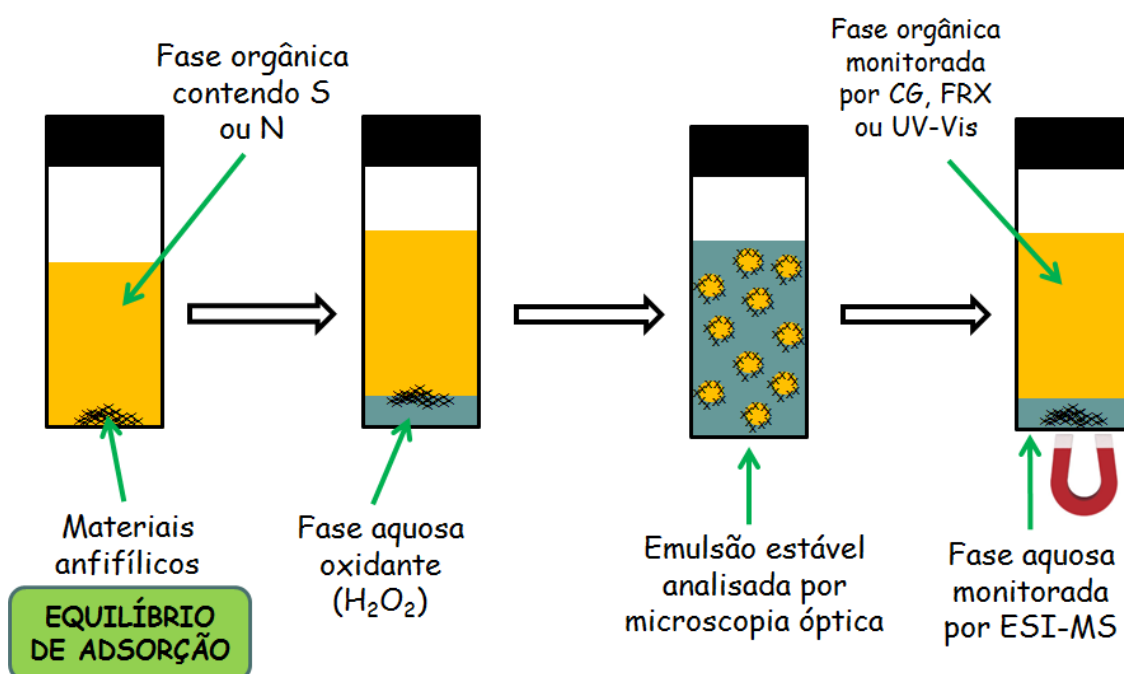 Fase orgânica
contendo S
ou N
Fase orgânica
monitorada
por CG, FRX
ou UV-Vis
Materiais
anfifílicos
EQUILÍBRIO
DE ADSORÇÃO
Fase aquosa
oxidante
(H₂O₂)
Emulsão estável
analisada por
microscopia óptica
Fase aquosa
monitorada
por ESI-MS